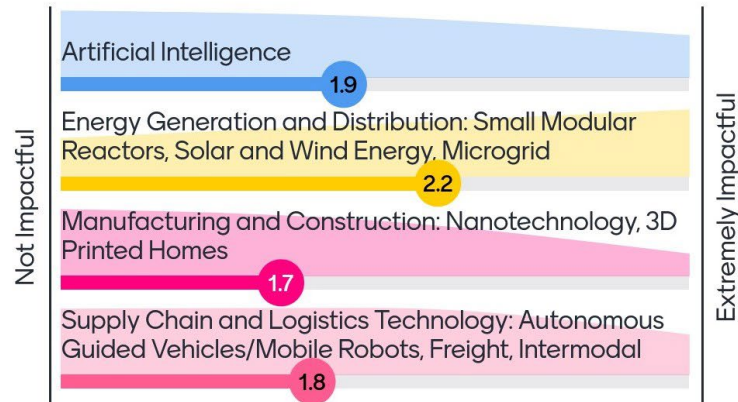 Artificial Intelligence
1.9
Energy Generation and Distribution: Small Modular
Reactors, Solar and Wind Energy, Microgrid
2.2
Not Impactful
Manufacturing and Construction: Nanotechnology, 3D
Printed Homes
1.7
Extremely Impactful
Supply Chain and Logistics Technology: Autonomous
Guided Vehicles/Mobile Robots, Freight, Intermodal
1.8